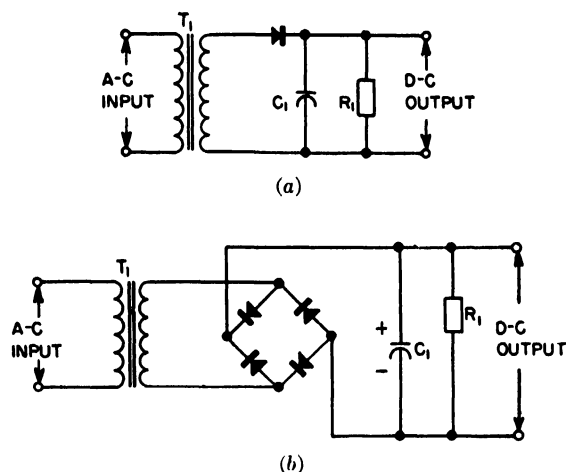 T1
A-C
INPUT
C1
R1
D-C
OUTPUT
(a)
T1
A-C
INPUT
+
C1
-
R1
D-C
OUTPUT
(b)